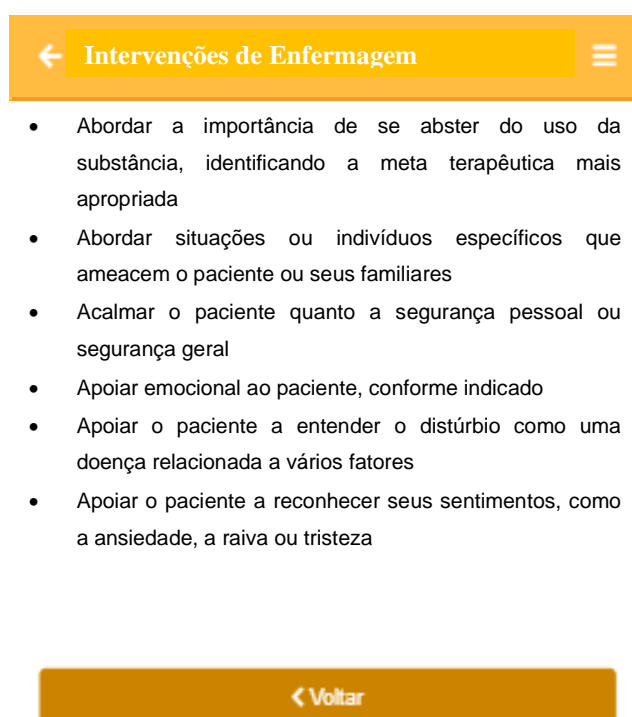 Intervenções de Enfermagem
• Abordar a importância de se abster do uso da
substância, identificando a meta terapêutica mais
apropriada
• Abordar situações ou indivíduos específicos que
ameacem o paciente ou seus familiares
• Acalmar o paciente quanto a segurança pessoal ou
segurança geral
• Apoiar emocional ao paciente, conforme indicado
• Apoiar o paciente a entender o distúrbio como uma
doença relacionada a vários fatores
• Apoiar o paciente a reconhecer seus sentimentos, como
a ansiedade, a raiva ou tristeza
Voltar